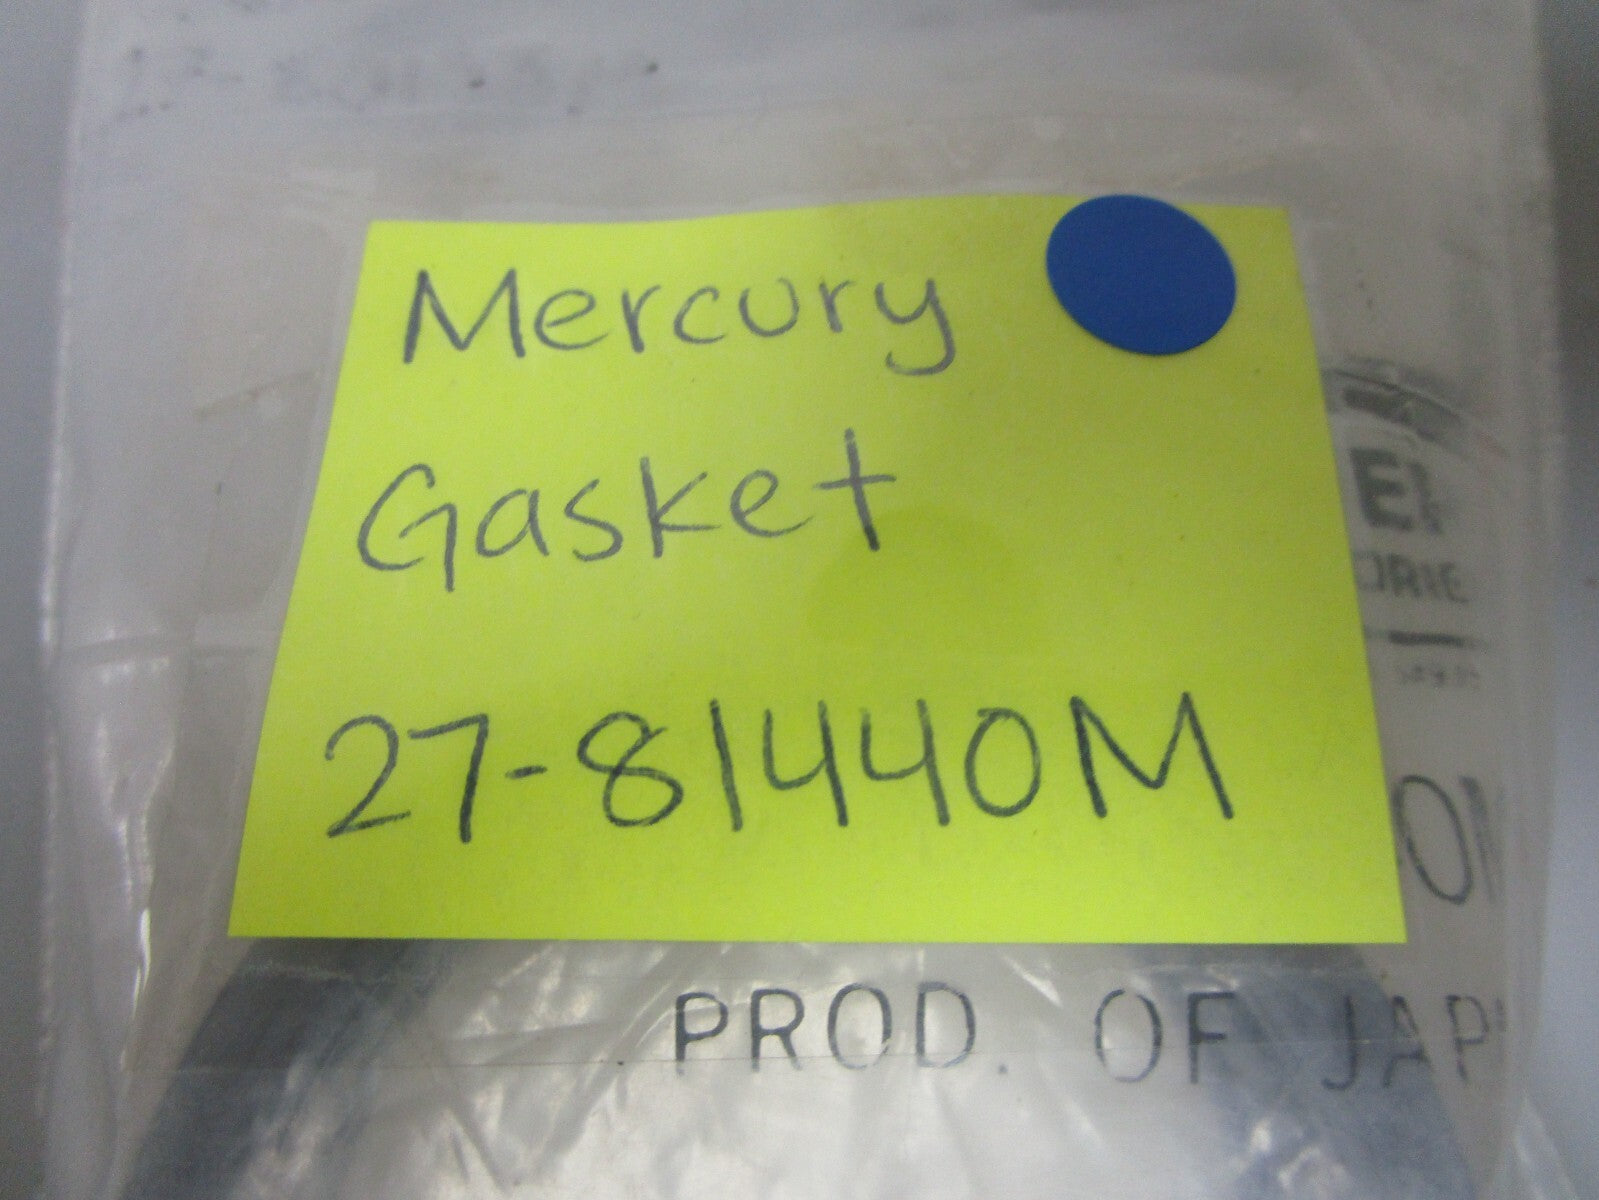 Mercury
Gasket
27-81440M
PROD. OF JAP